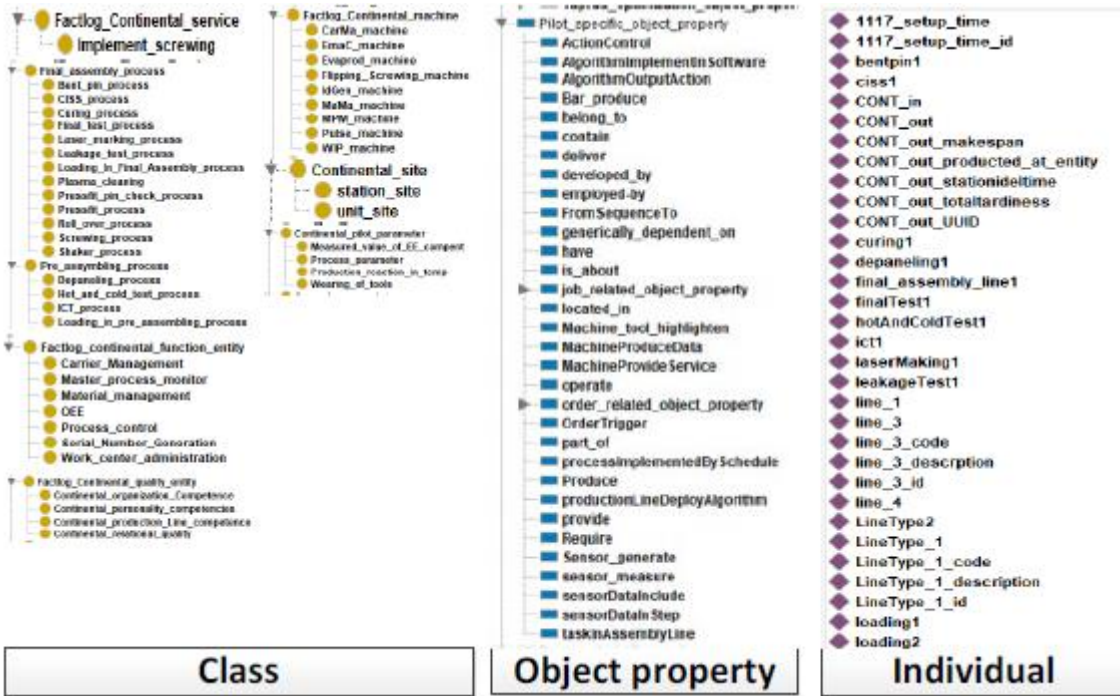 Factlog_Continental_service
Implement_screwing
Final_assembly_process
Bent_pin_process
CISS_process
Curing_process
Final_test_process
Laser_marking_process
Leakage_test_process
Loading_in_Final_Assembly_process
Plasma_cleaning
Pressfit_pin_check_process
Pressfit_process
Roll_over_process
Screwing_process
Shaker_process
Pre_assymbling_process
Depaneling_process
Hot_and_cold_test_process
ICT_process
Loading_in_pre_assembling_process
Factlog_continental_function_entity
Carrier_Management
Master_process_monitor
Material_management
OEE
Process_control
Serial_Number_Generation
Work_center_administration
Factlog_Continental_quality_entity
Continental_organization_Competence
Continental_personality_competencies
Continental_production_Line_competence
Continental_relational_quality
Factlog_Continental_machine
CarMa_machine
EmaC_machine
Evaprod_machine
Flipping_Screwing_machine
IdGen_machine
MaMa_machine
MPM_machine
Pulse_machine
WIP_machine
Continental_site
station_site
unit_site
Continental_pilot_parameter
Measured_value_of_EE_compent
Process_parameter
Production_reaction_in_temp
Wearing_of_tools
Class
Pilot_specific_object_property
ActionControl
AlgorithmImplementInSoftware
AlgorithmOutputAction
Bar_produce
belong_to
contain
deliver
developed_by
employed-by
FromSequenceTo
generically_dependent_on
have
is_about
job_related_object_property
located_in
Machine_tool_highlighten
MachineProduceData
MachineProvideService
operate
order_related_object_property
OrderTrigger
part_of
processImplementedBySchedule
Produce
productionLineDeployAlgorithm
provide
Require
Sensor_generate
sensor_measure
sensorDataInclude
sensorDataInStep
taskInAssemblyLine
Object property
1117_setup_time
1117_setup_time_id
bentpin1
ciss1
CONT_in
CONT_out
CONT_out_makespan
CONT_out_producted_at_entity
CONT_out_stationideltime
CONT_out_totaltardiness
CONT_out_UUID
curing1
depaneling1
final_assembly_line1
finalTest1
hotAndColdTest1
ict1
laserMaking1
leakageTest1
line_1
line_3
line_3_code
line_3_descrption
line_3_id
line_4
LineType2
LineType_1
LineType_1_code
LineType_1_description
LineType_1_id
loading1
loading2
Individual